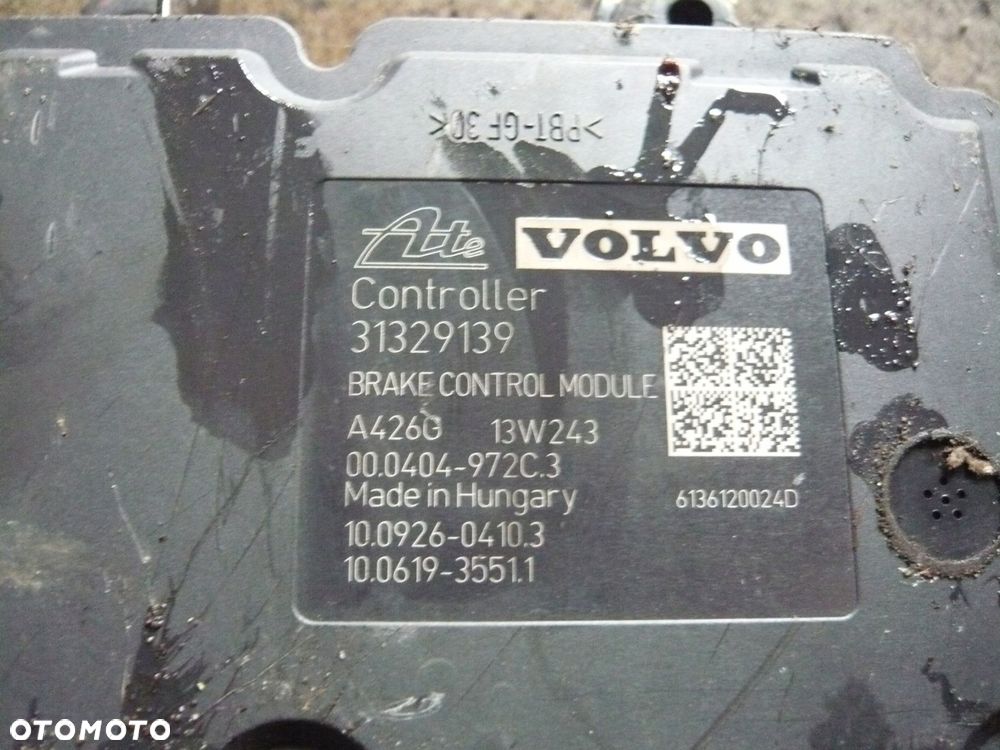 >PBT-GF30<
Ate VOLVO
Controller
31329139
BRAKE CONTROL MODULE
A426G 13W243
00.0404-972C.3
Made in Hungary 6136120024D
10.0926-0410.3
10.0619-3551.1
OTOMOTO